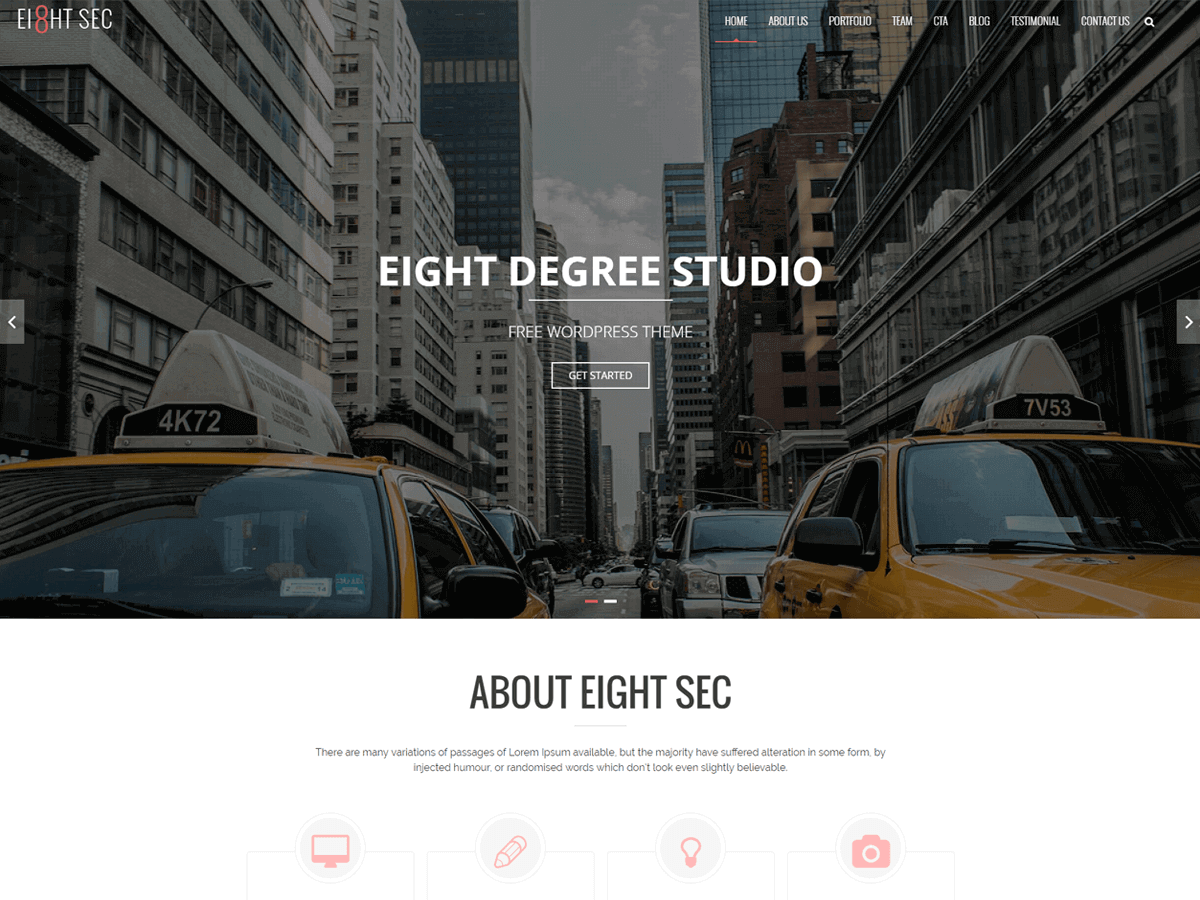 EI8HT SEC
HOME ABOUT US PORTFOLIO TEAM CTA BLOG TESTIMONIAL CONTACT US
EIGHT DEGREE STUDIO
FREE WORDPRESS THEME
GET STARTED
4K72
7V53
ABOUT EIGHT SEC
There are many variations of passages of Lorem Ipsum available, but the majority have suffered alteration in some form, by
injected humour, or randomised words which don't look even slightly believable.